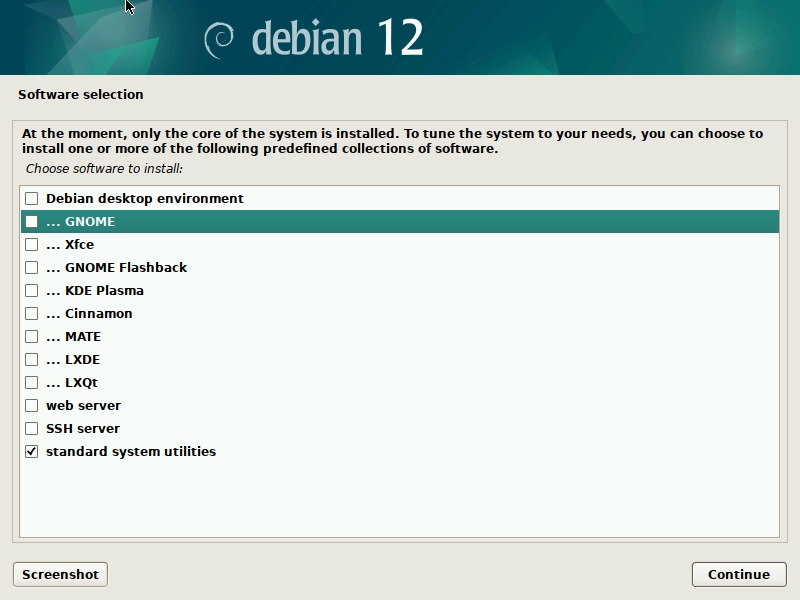 debian 12
Software selection
At the moment, only the core of the system is installed. To tune the system to your needs, you can choose to
install one or more of the following predefined collections of software.
Choose software to install:
Debian desktop environment
... GNOME
... Xfce
... GNOME Flashback
... KDE Plasma
... Cinnamon
... MATE
... LXDE
... LXQt
web server
SSH server
standard system utilities
Screenshot
Continue